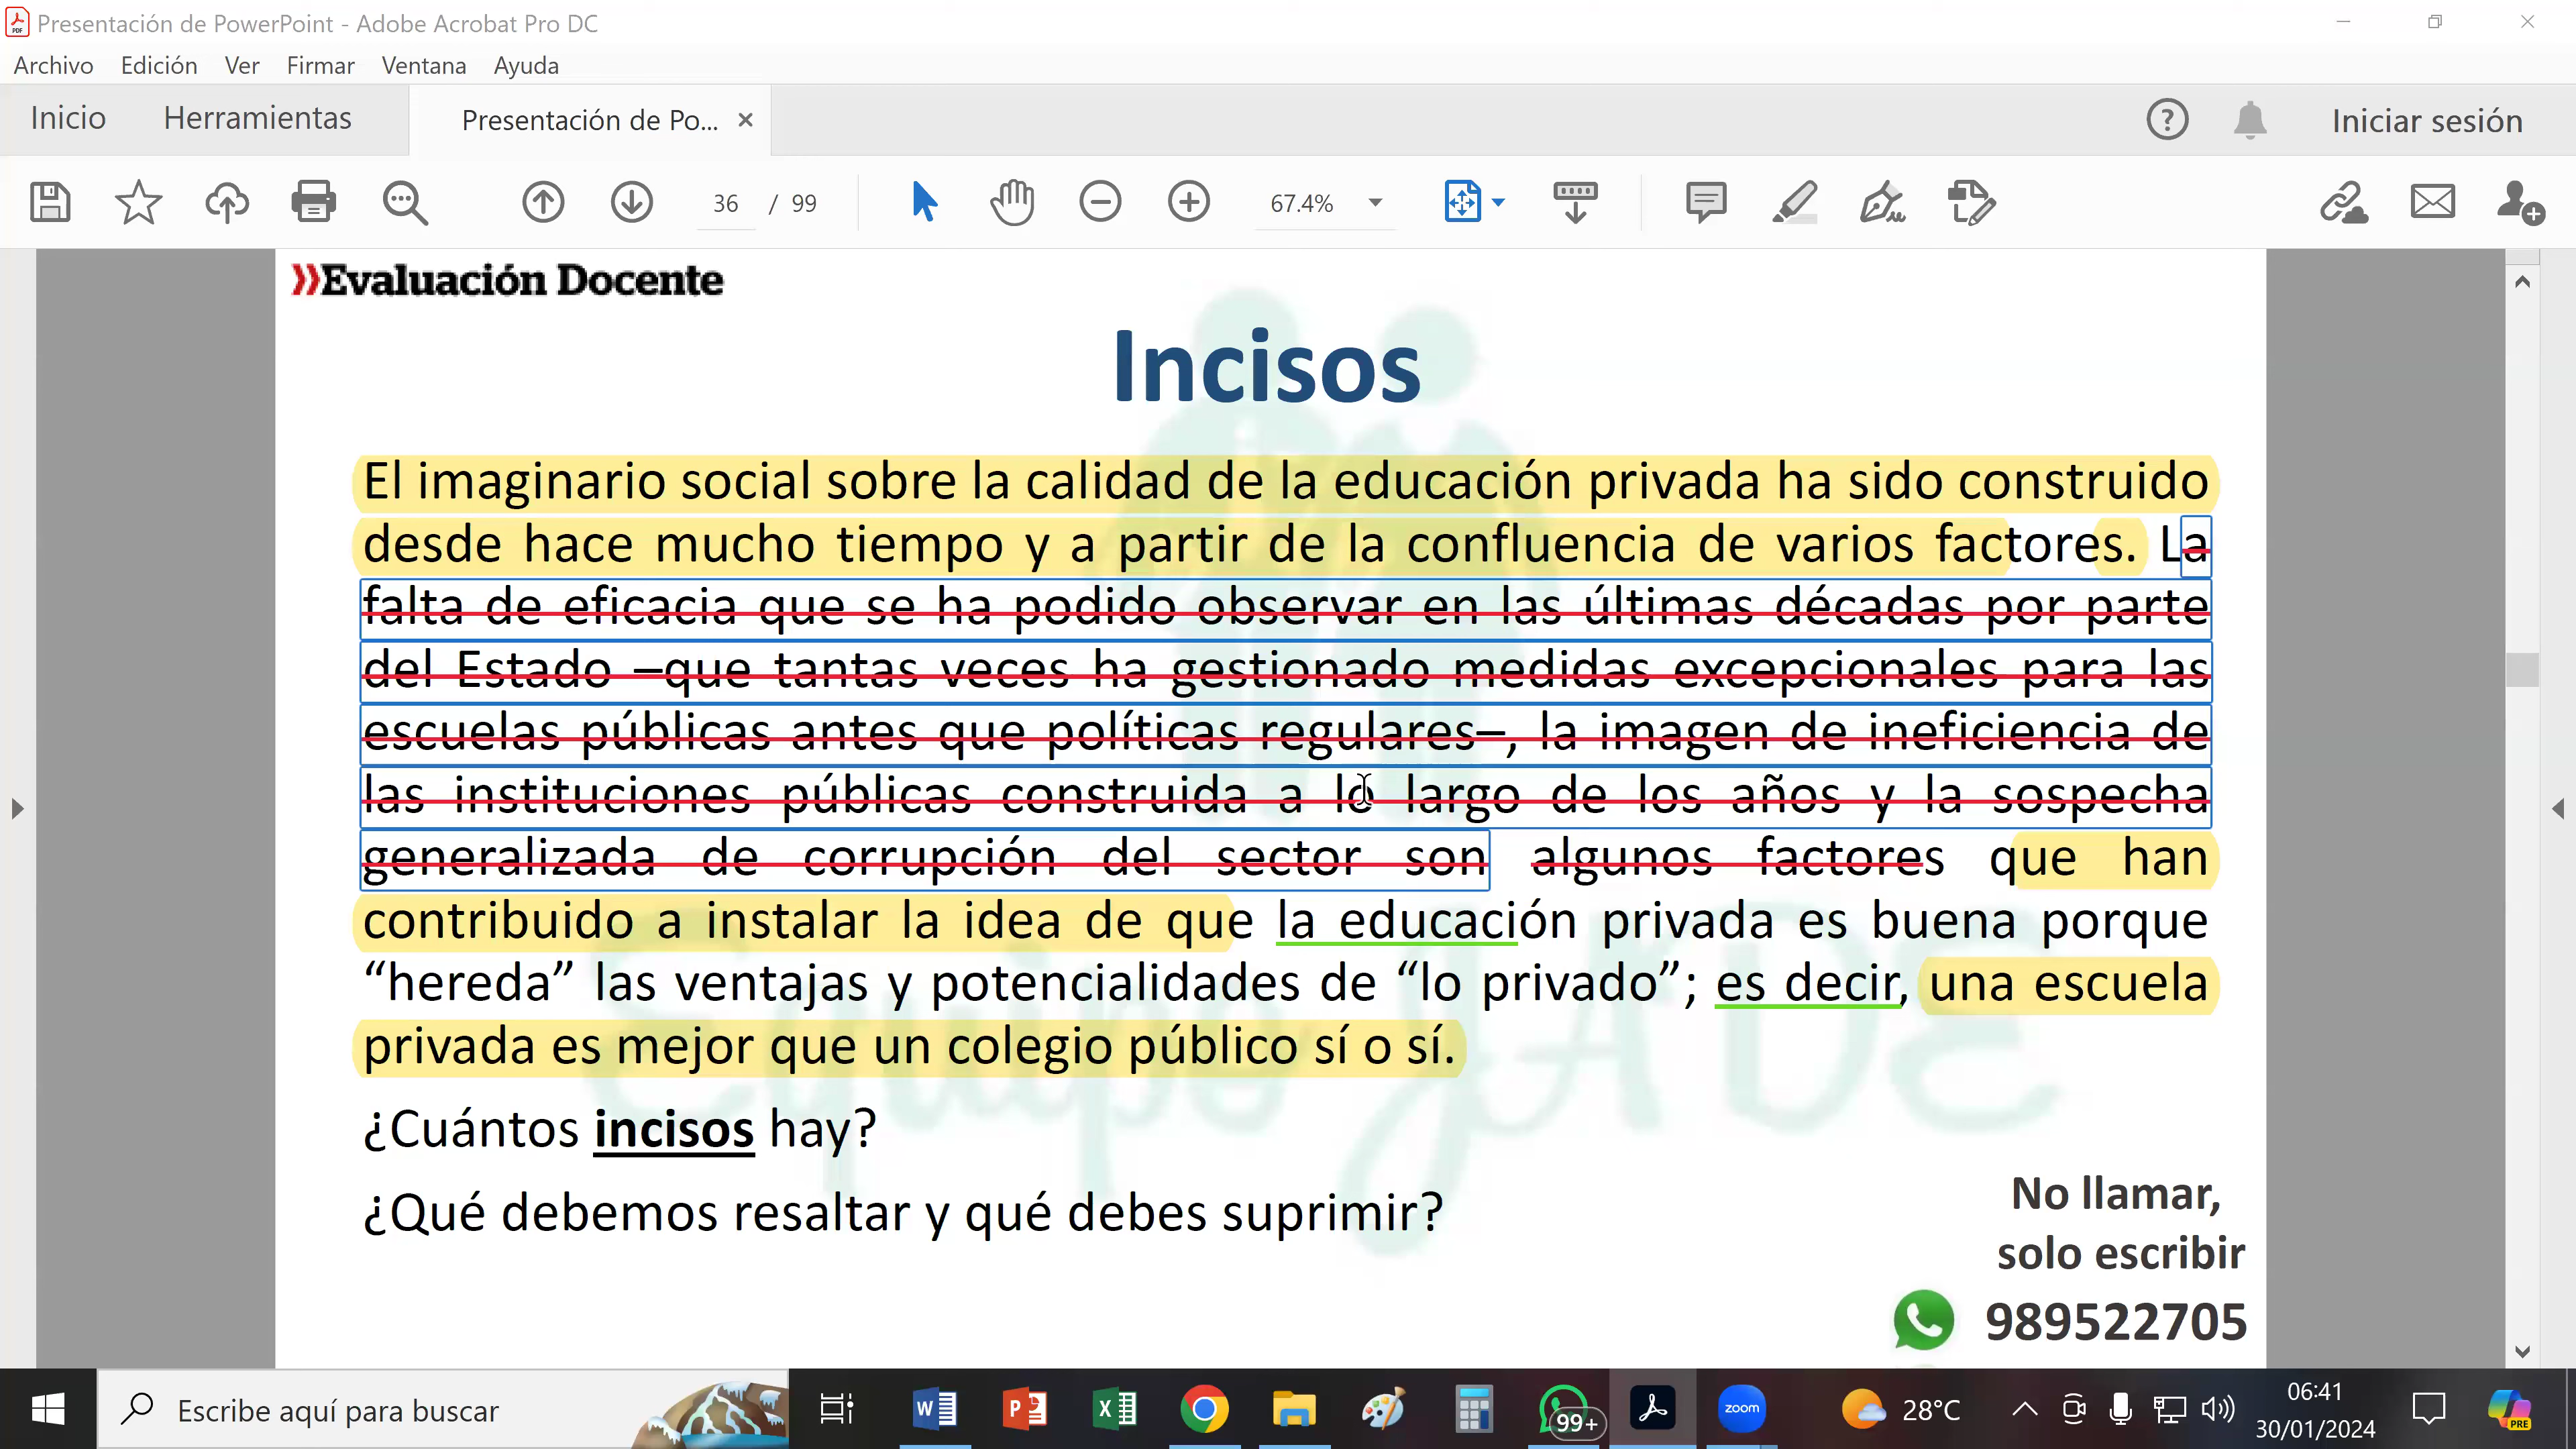 Presentación de PowerPoint - Adobe Acrobat Pro DC
Archivo Edición Ver Firmar Ventana Ayuda
Inicio Herramientas Presentación de Po... × Iniciar sesión
36 / 99 67.4%
»Evaluación Docente
Incisos
El imaginario social sobre la calidad de la educación privada ha sido construido
desde hace mucho tiempo y a partir de la confluencia de varios factores. La
falta de eficacia que se ha podido observar en las últimas décadas por parte
del Estado –que tantas veces ha gestionado medidas excepcionales para las
escuelas públicas antes que políticas regulares–, la imagen de ineficiencia de
las instituciones públicas construida a lo largo de los años y la sospecha
generalizada de corrupción del sector son algunos factores que han
contribuido a instalar la idea de que la educación privada es buena porque
“hereda” las ventajas y potencialidades de “lo privado”; es decir, una escuela
privada es mejor que un colegio público sí o sí.
¿Cuántos incisos hay?
¿Qué debemos resaltar y qué debes suprimir?
No llamar,
solo escribir
989522705
Equipo JADE
Escribe aquí para buscar
99+
zoom
28°C
06:41
30/01/2024
PRE